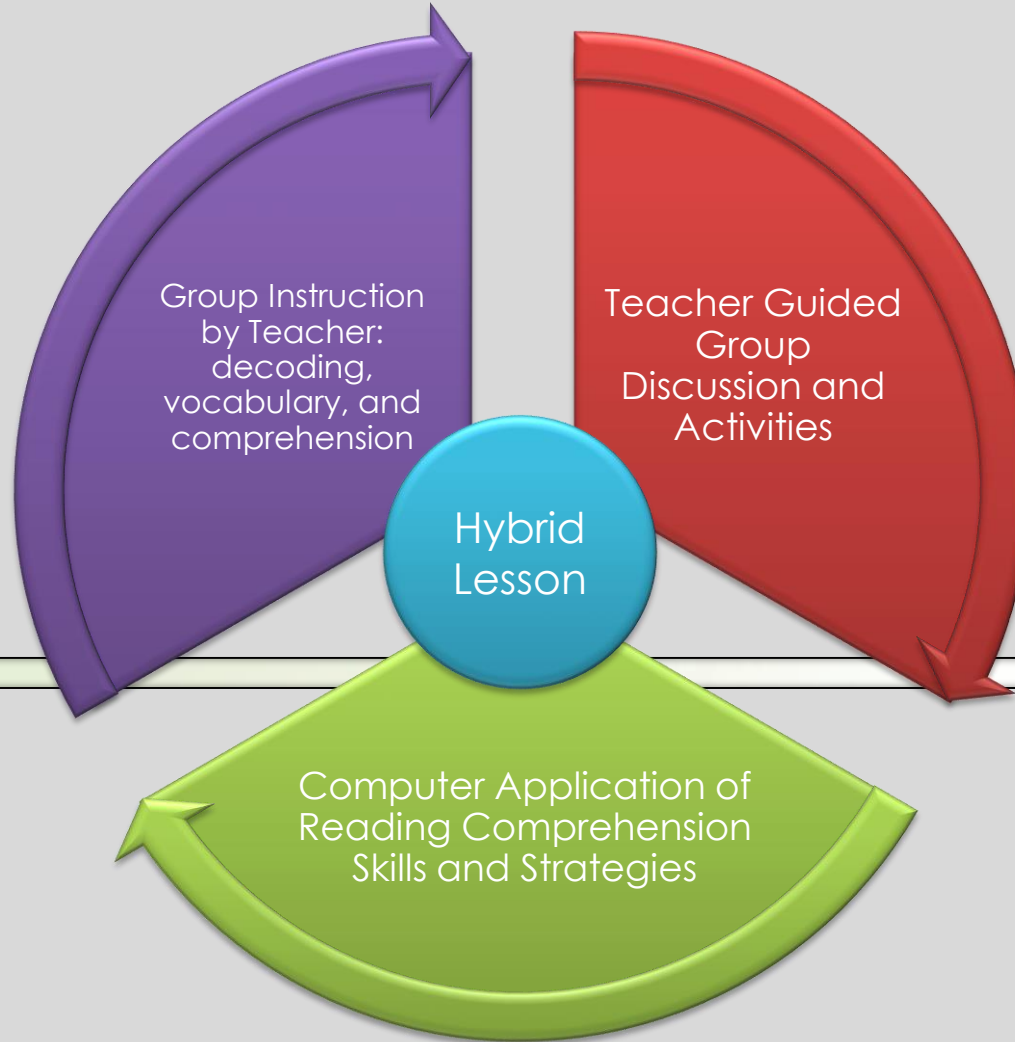 Group Instruction
by Teacher:
decoding,
vocabulary, and
comprehension
Teacher Guided
Group
Discussion and
Activities
Hybrid
Lesson
Computer Application of
Reading Comprehension
Skills and Strategies